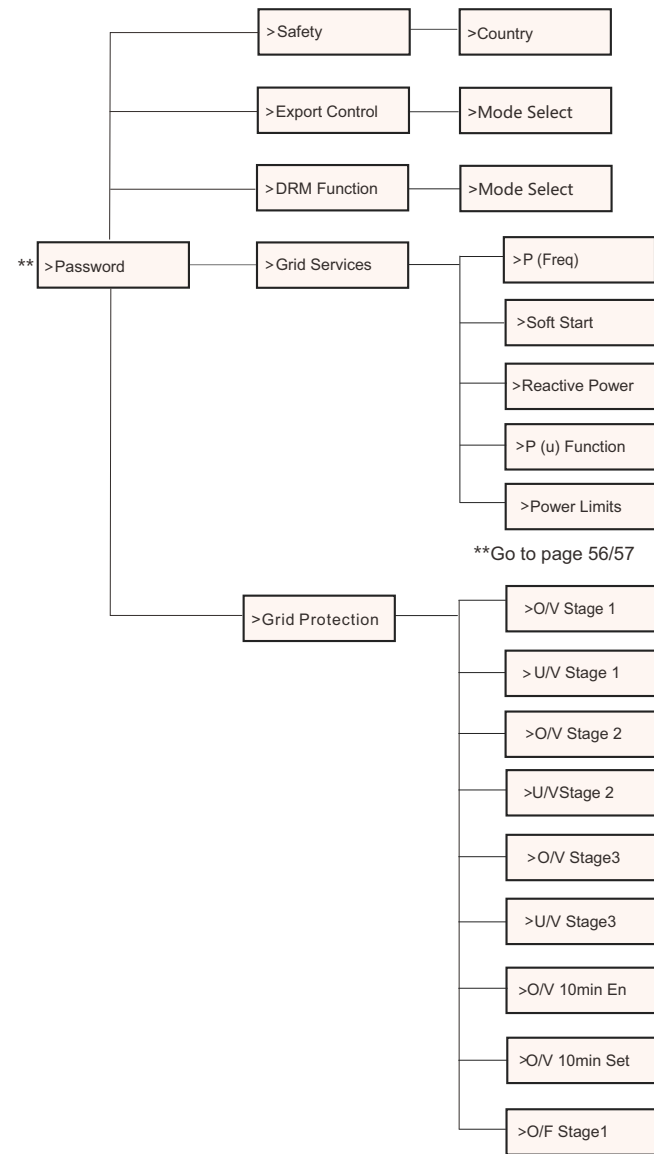 >Safety
>Country
>Export Control
>Mode Select
>DRM Function
>Mode Select
** >Password
>Grid Services
>P (Freq)
>Soft Start
>Reactive Power
>P (u) Function
>Power Limits
**Go to page 56/57
>Grid Protection
>O/V Stage 1
> U/V Stage 1
>O/V Stage 2
>U/VStage 2
>O/V Stage3
>U/V Stage3
>O/V 10min En
>O/V 10min Set
>O/F Stage1